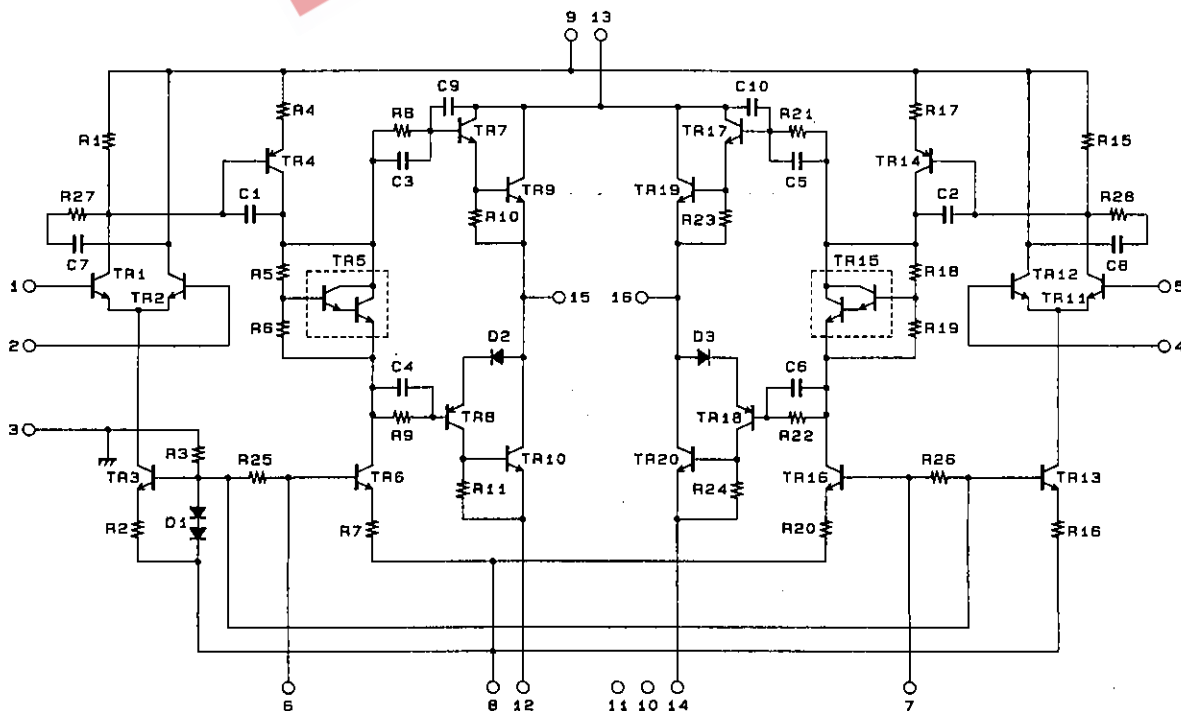 9 13
C9 C10
R4 R8 R21 R17
R1 TR7 TR17 R15
TR4 TR14
C3 C5
R27 C1 TR9 TR19 C2 R28
R10 R23
C7 TR5 TR15 C8
R5 R18
TR1 TR12
1 TR2 15 16 TR11 5
R6 R19
2 D2 D3 4
C4 C6
TR8 TR18
3 R9 R22
R3
R25 R26
TR3 TR6 TR10 TR20 TR16 TR13
R11 R24
R2 D1 R7 R20 R16
6 8 12 11 10 14 7